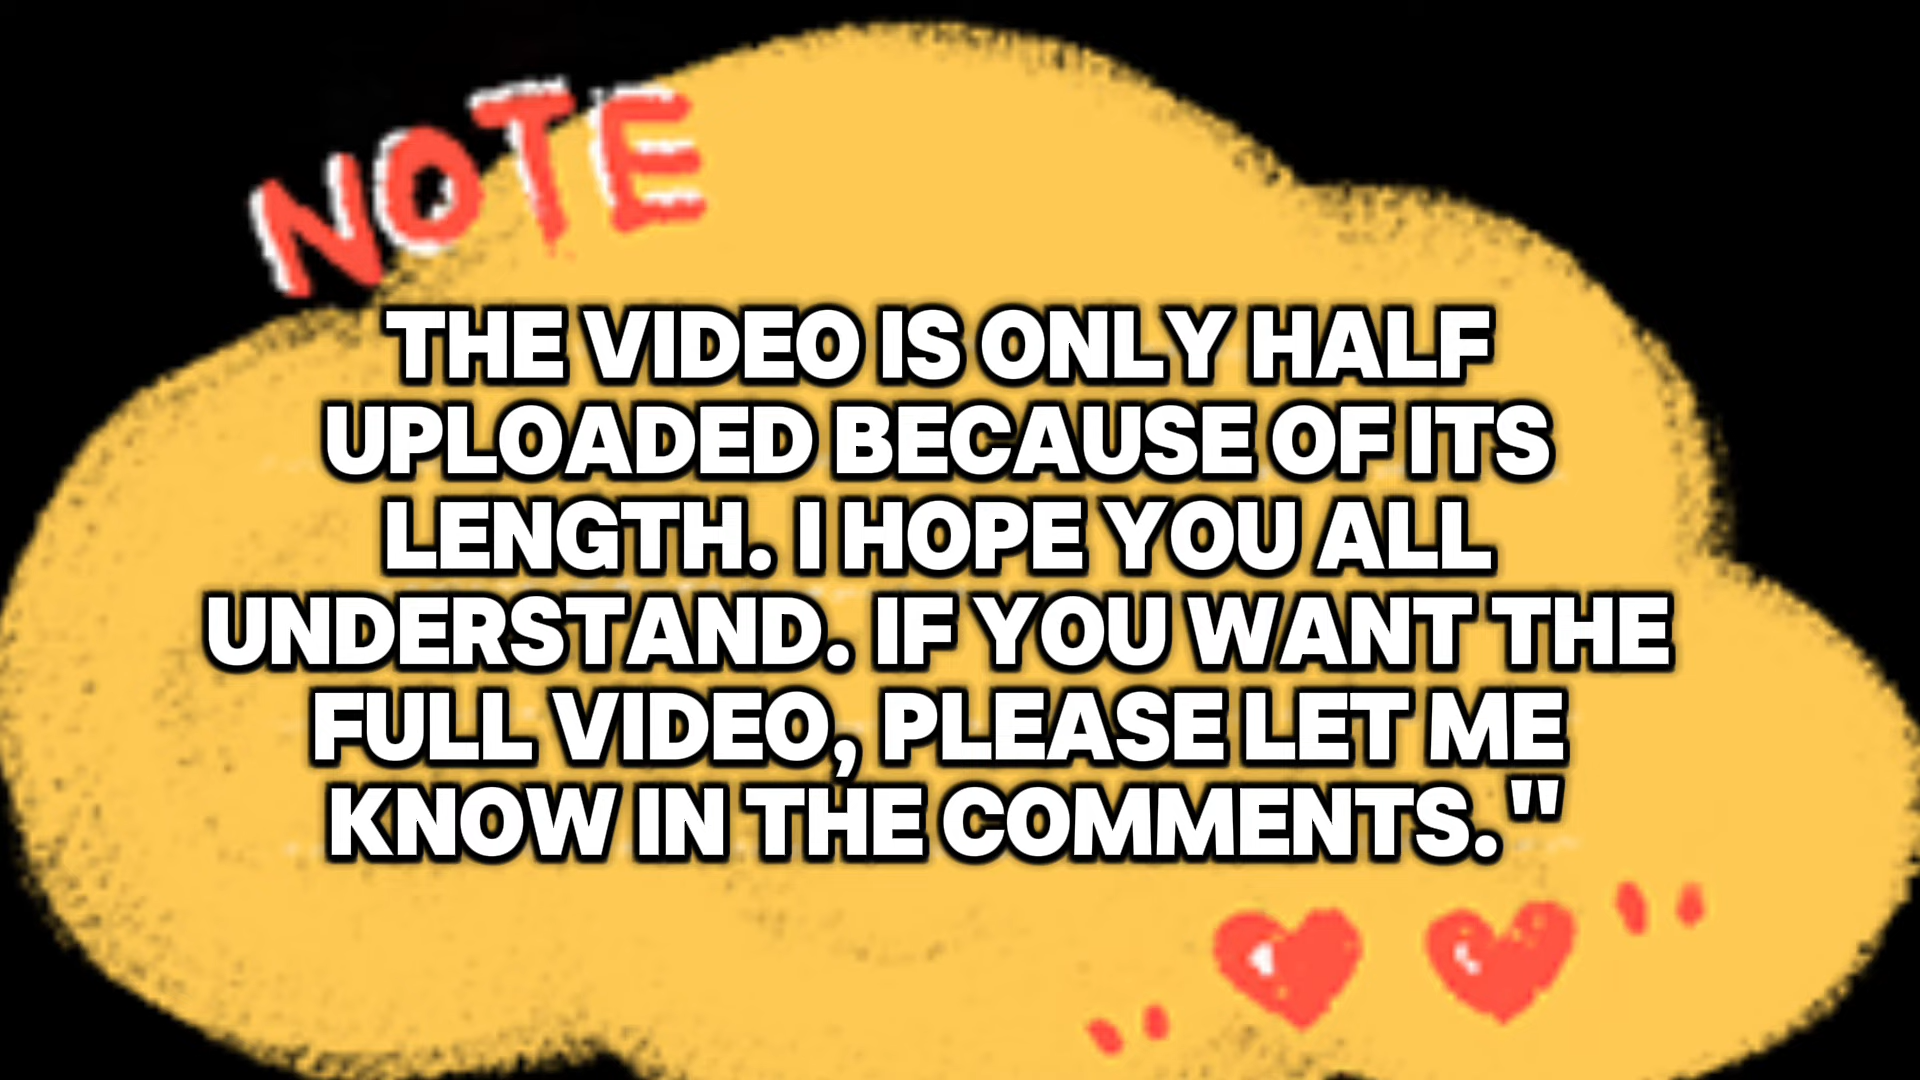 NOTE
THE VIDEO IS ONLY HALF
UPLOADED BECAUSE OF ITS
LENGTH. I HOPE YOU ALL
UNDERSTAND. IF YOU WANT THE
FULL VIDEO, PLEASE LET ME
KNOW IN THE COMMENTS."